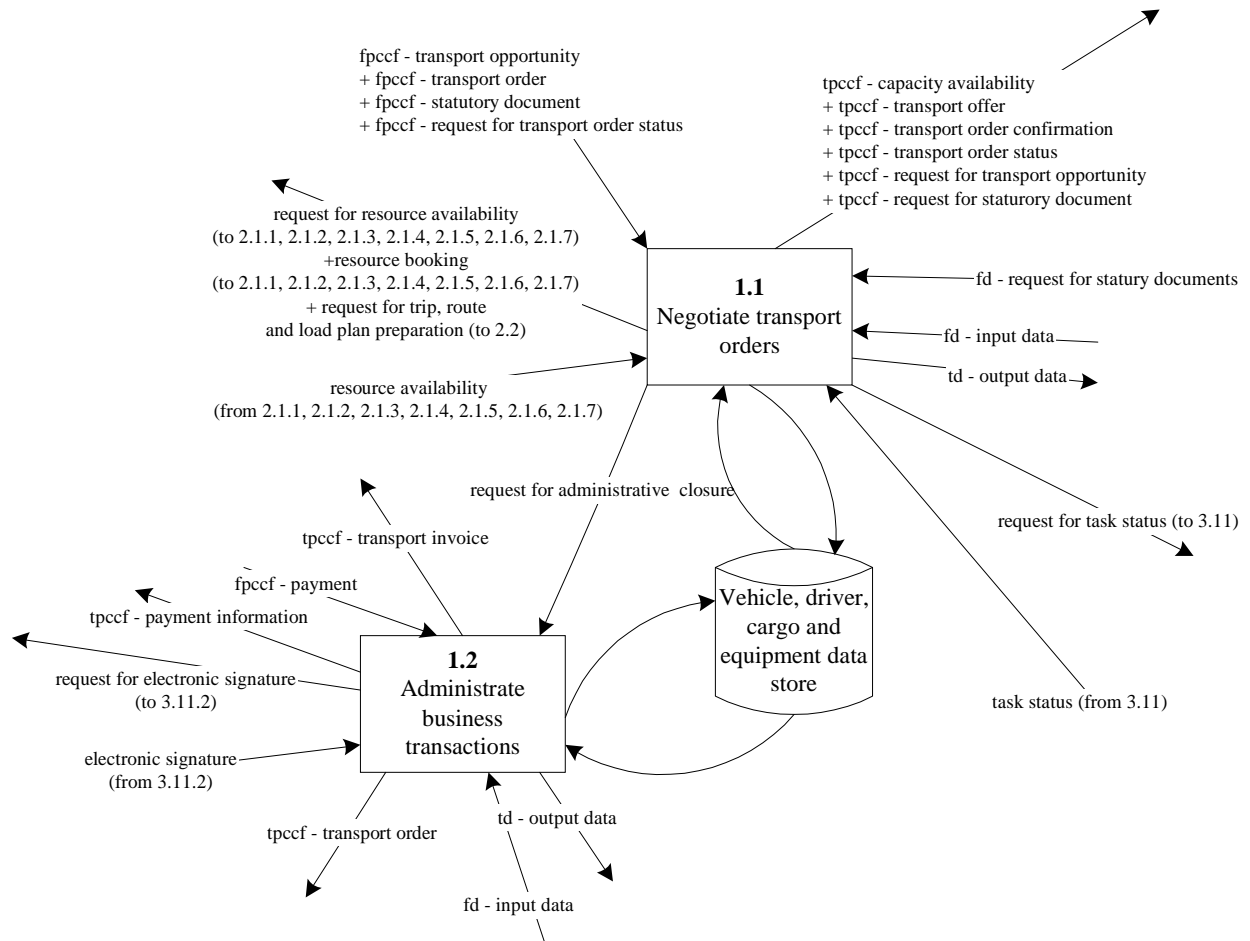 fpccf - transport opportunity
+ fpccf - transport order
+ fpccf - statutory document
+ fpccf - request for transport order status
tpccf - capacity availability
+ tpccf - transport offer
+ tpccf - transport order confirmation
+ tpccf - transport order status
+ tpccf - request for transport opportunity
+ tpccf - request for staturory document
request for resource availability
(to 2.1.1, 2.1.2, 2.1.3, 2.1.4, 2.1.5, 2.1.6, 2.1.7)
+resource booking
(to 2.1.1, 2.1.2, 2.1.3, 2.1.4, 2.1.5, 2.1.6, 2.1.7)
+ request for trip, route
and load plan preparation (to 2.2)
1.1
Negotiate transport
orders
fd - request for statury documents
fd - input data
td - output data
resource availability
(from 2.1.1, 2.1.2, 2.1.3, 2.1.4, 2.1.5, 2.1.6, 2.1.7)
request for administrative closure
request for task status (to 3.11)
tpccf - transport invoice
fpccf - payment
tpccf - payment information
request for electronic signature
(to 3.11.2)
electronic signature
(from 3.11.2)
1.2
Administrate
business
transactions
Vehicle, driver,
cargo and
equipment data
store
task status (from 3.11)
tpccf - transport order
td - output data
fd - input data